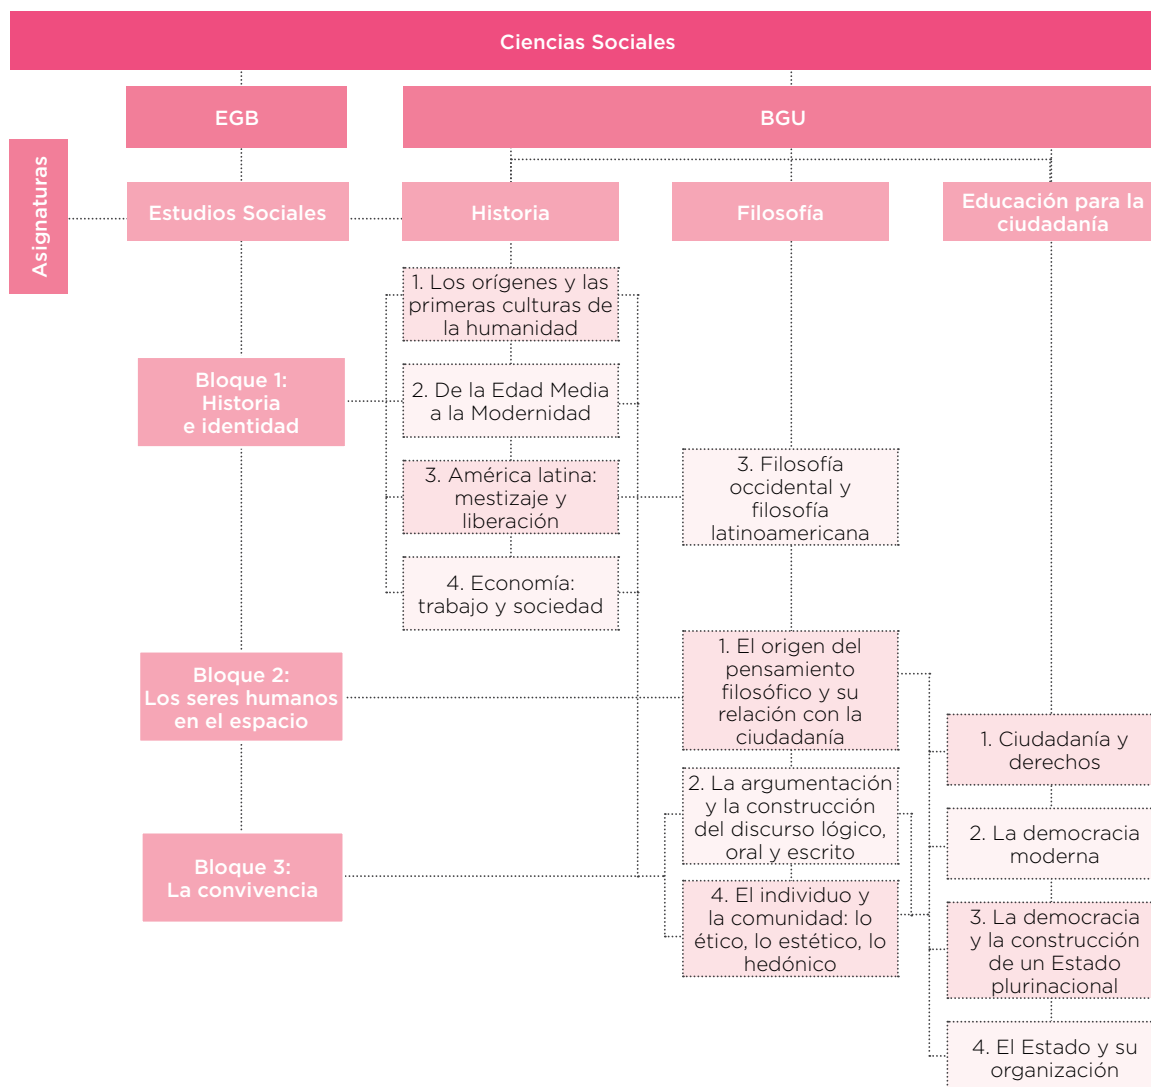 Ciencias Sociales
EGB
BGU
Asignaturas
Estudios Sociales
Historia
Filosofía
Educación para la
ciudadanía
1. Los orígenes y las
primeras culturas de
la humanidad
Bloque 1:
Historia
e identidad
2. De la Edad Media
a la Modernidad
3. América latina:
mestizaje y
liberación
3. Filosofía
occidental y
filosofía
latinoamericana
4. Economía:
trabajo y sociedad
Bloque 2:
Los seres humanos
en el espacio
1. El origen del
pensamiento
filosófico y su
relación con la
ciudadanía
1. Ciudadanía y
derechos
2. La argumentación
y la construcción
del discurso lógico,
oral y escrito
2. La democracia
moderna
Bloque 3:
La convivencia
4. El individuo y
la comunidad: lo
ético, lo estético, lo
hedónico
3. La democracia
y la construcción
de un Estado
plurinacional
4. El Estado y su
organización